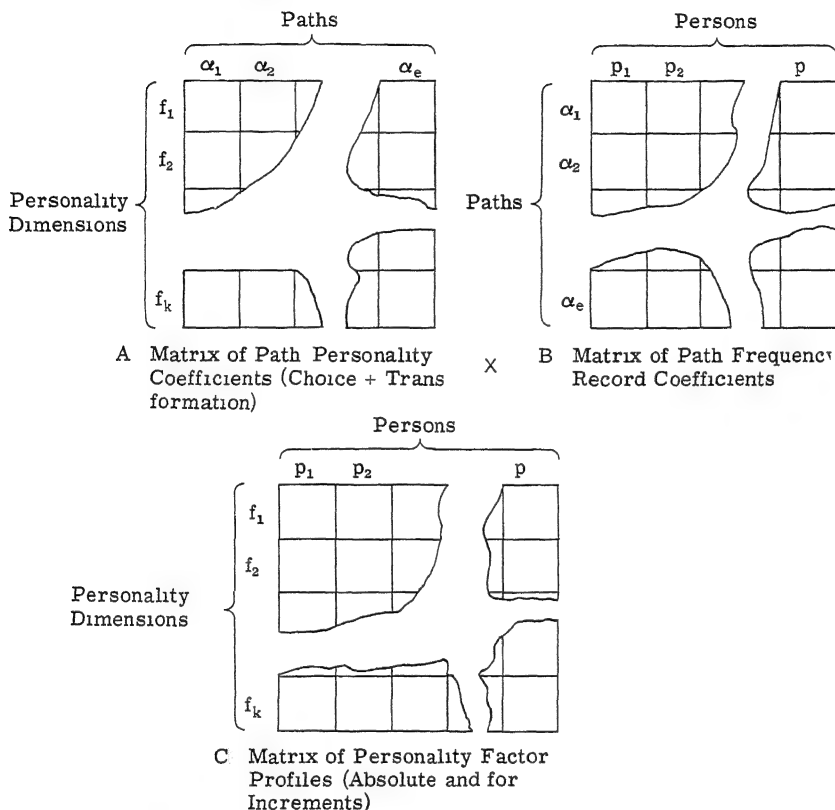 Paths
α1 α2 αe
f1
f2
Personality
Dimensions
fk
A Matrix of Path Personality
Coefficients (Choice + Trans
formation)
X
Persons
p1 p2 p
α1
α2
Paths
αe
B Matrix of Path Frequency
Record Coefficients
Persons
p1 p2 p
f1
f2
Personality
Dimensions
fk
C Matrix of Personality Factor
Profiles (Absolute and for
Increments)